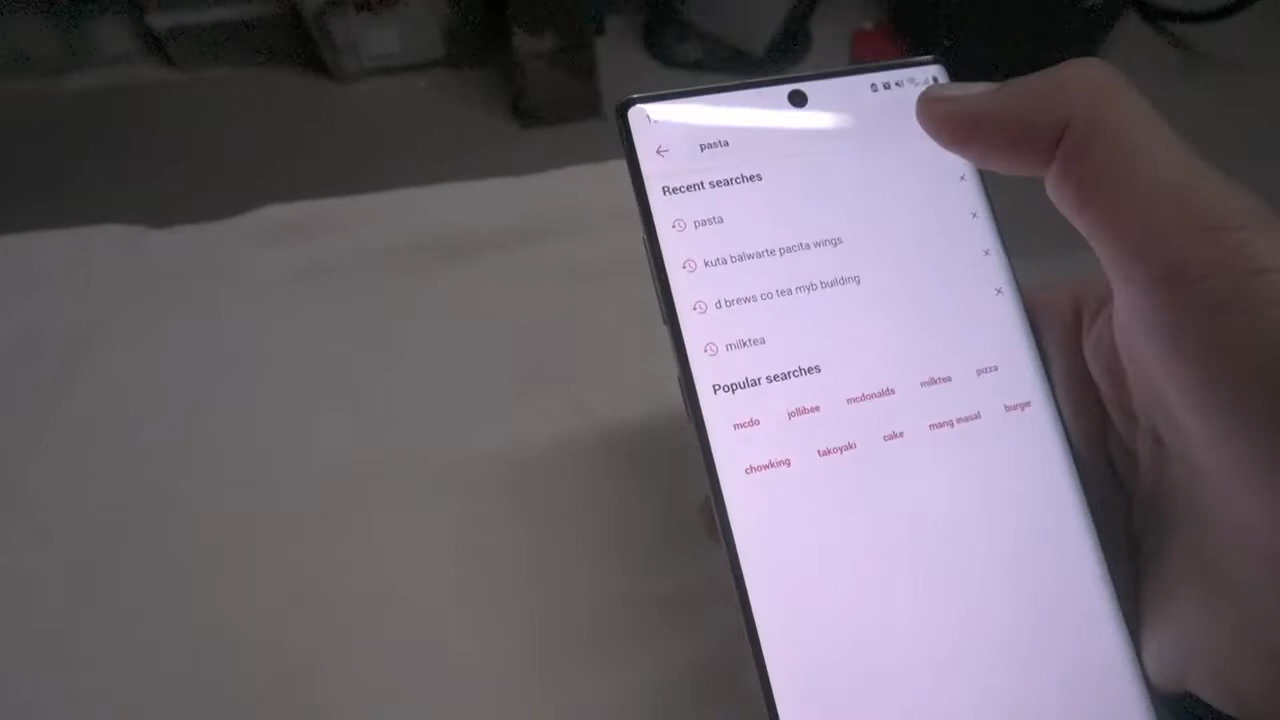 pasta
Recent searches
pasta
kuta balwarte pacita wings
d brews co tea myb building
milktea
Popular searches
mcdo jollibee mcdonalds milktea pizza
chowking takoyaki cake mang inasal burger